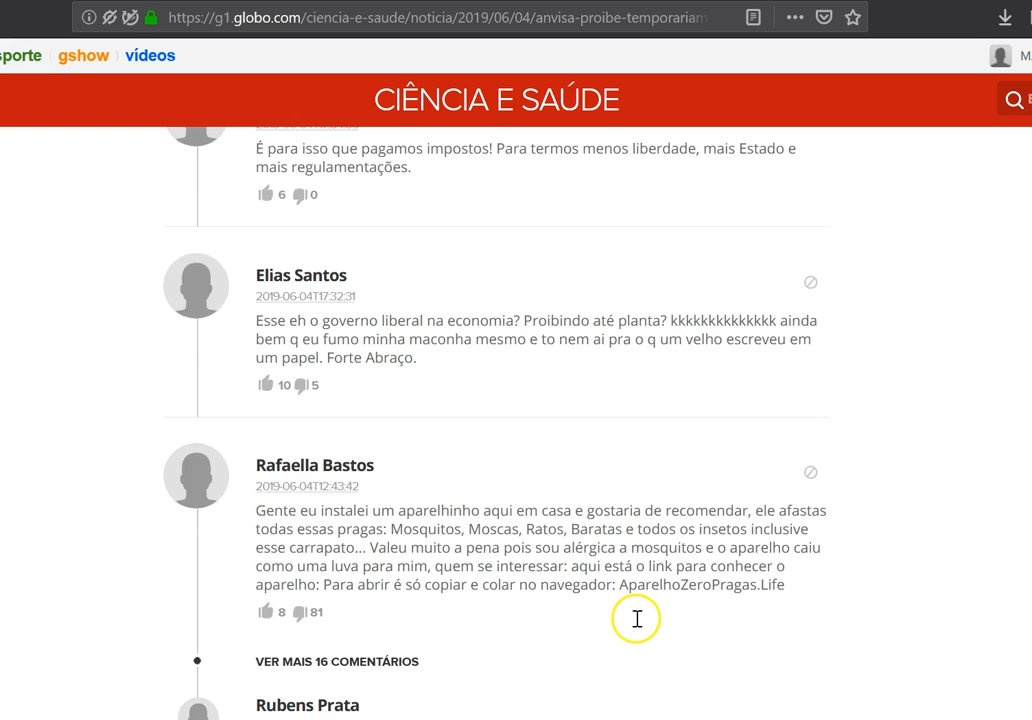 https://g1.globo.com/ciencia-e-saude/noticia/2019/06/04/anvisa-proibe-temporariam
sporte gshow vídeos
CIÊNCIA E SAÚDE
É para isso que pagamos impostos! Para termos menos liberdade, mais Estado e
mais regulamentações.
6 0
Elias Santos
2019-06-04T17:32:31
Esse eh o governo liberal na economia? Proibindo até planta? kkkkkkkkkkkkkk ainda
bem q eu fumo minha maconha mesmo e to nem ai pra o q um velho escreveu em
um papel. Forte Abraço.
10 5
Rafaella Bastos
2019-06-04T12:43:42
Gente eu instalei um aparelhinho aqui em casa e gostaria de recomendar, ele afastas
todas essas pragas: Mosquitos, Moscas, Ratos, Baratas e todos os insetos inclusive
esse carrapato... Valeu muito a pena pois sou alérgica a mosquitos e o aparelho caiu
como uma luva para mim, quem se interessar: aqui está o link para conhecer o
aparelho: Para abrir é só copiar e colar no navegador: AparelhoZeroPragas.Life
8 81
VER MAIS 16 COMENTÁRIOS
Rubens Prata